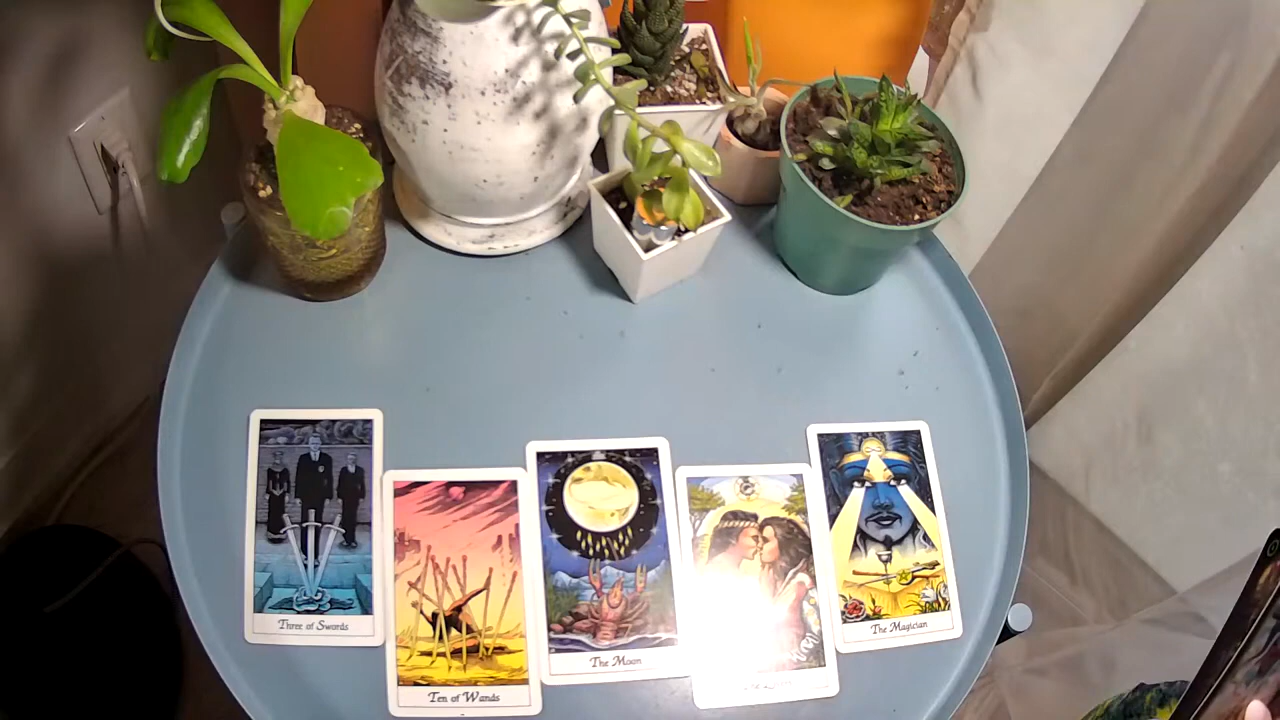 Three of Swords
Ten of Wands
The Moon
The Magician